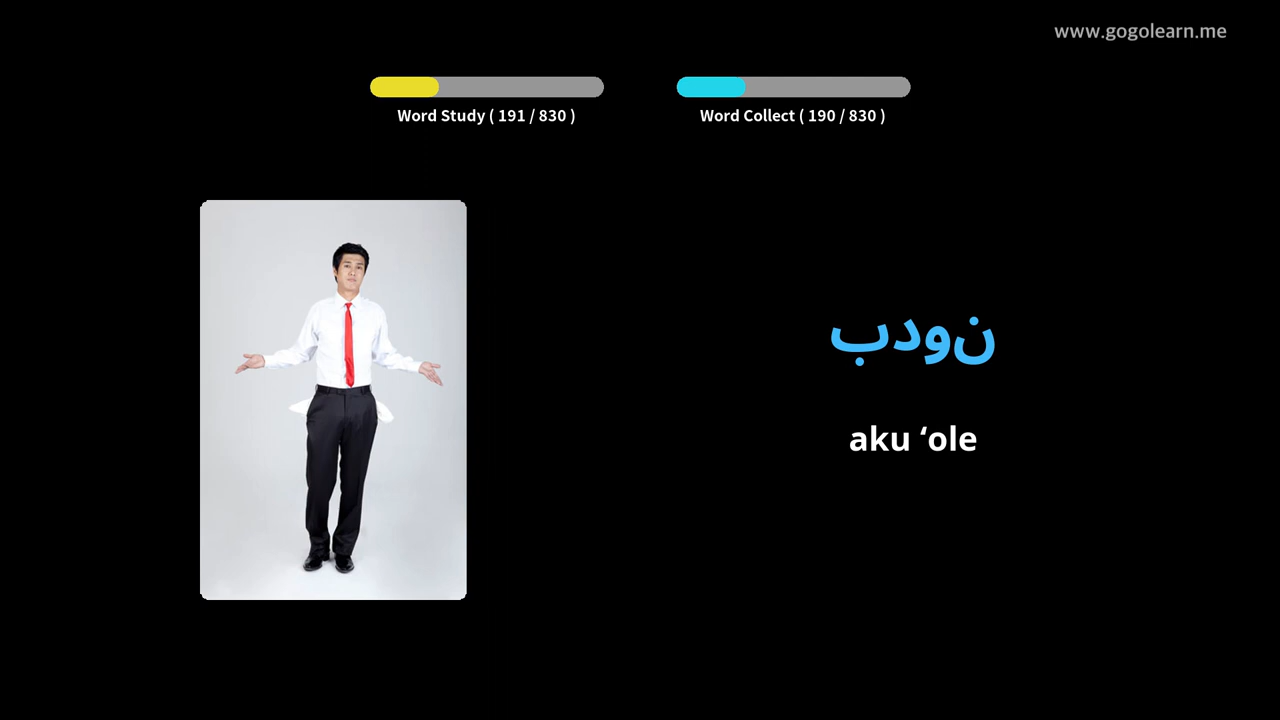 www.gogolearn.me
Word Study ( 191 / 830 )
Word Collect ( 190 / 830 )
بدون
aku ‘ole